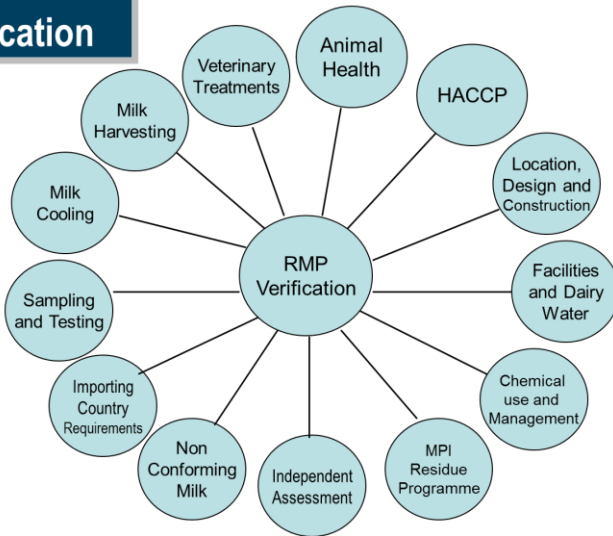 cation
Animal
Health
Veterinary
Treatments
HACCP
Milk
Harvesting
Location,
Design and
Construction
Milk
Cooling
RMP
Verification
Facilities
and Dairy
Water
Sampling
and Testing
Chemical
use and
Management
Importing
Country
Requirements
Non
Conforming
Milk
Independent
Assessment
MPI
Residue
Programme